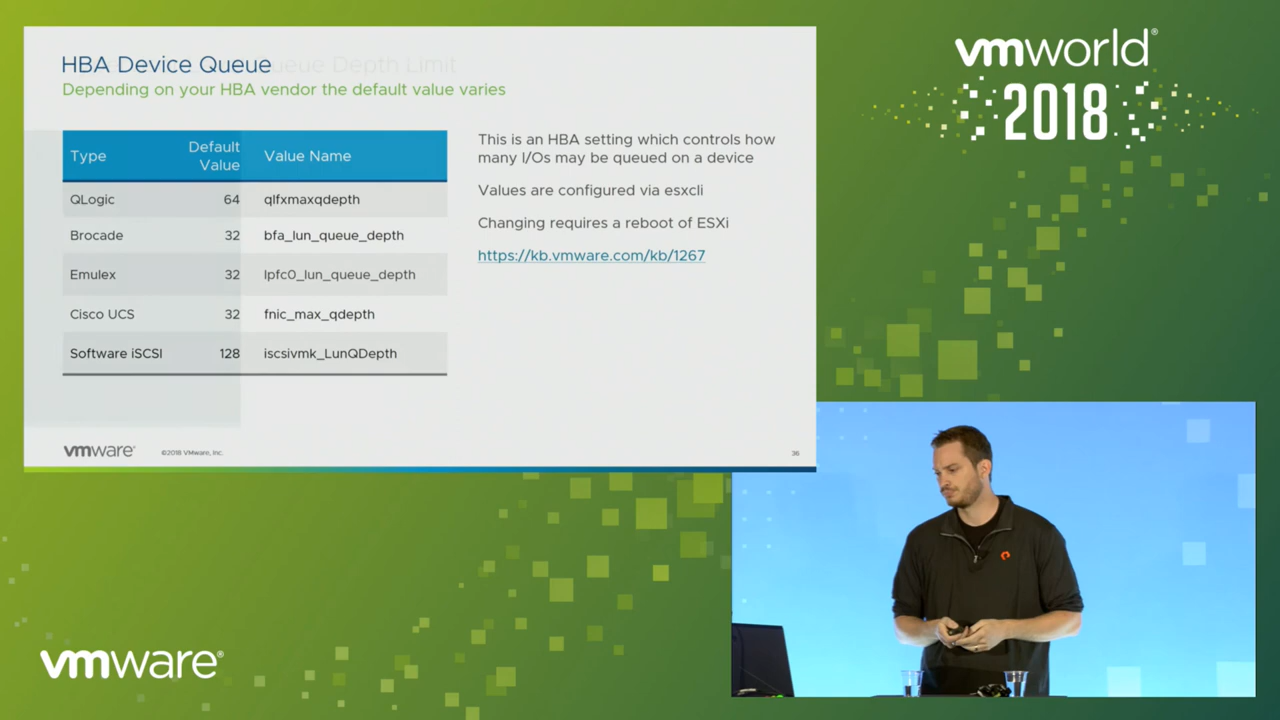 HBA Device Queue
ueue Depth Limit
Depending on your HBA vendor the default value varies
Type Default Value Value Name
QLogic 64 qlfxmaxqdepth
Brocade 32 bfa_lun_queue_depth
Emulex 32 lpfc0_lun_queue_depth
Cisco UCS 32 fnic_max_qdepth
Software iSCSI 128 iscsivmk_LunQDepth
This is an HBA setting which controls how
many I/Os may be queued on a device
Values are configured via esxcli
Changing requires a reboot of ESXi
https://kb.vmware.com/kb/1267
vmware®
©2018 VMware, Inc.
36
vmworld®
2018
vmware®